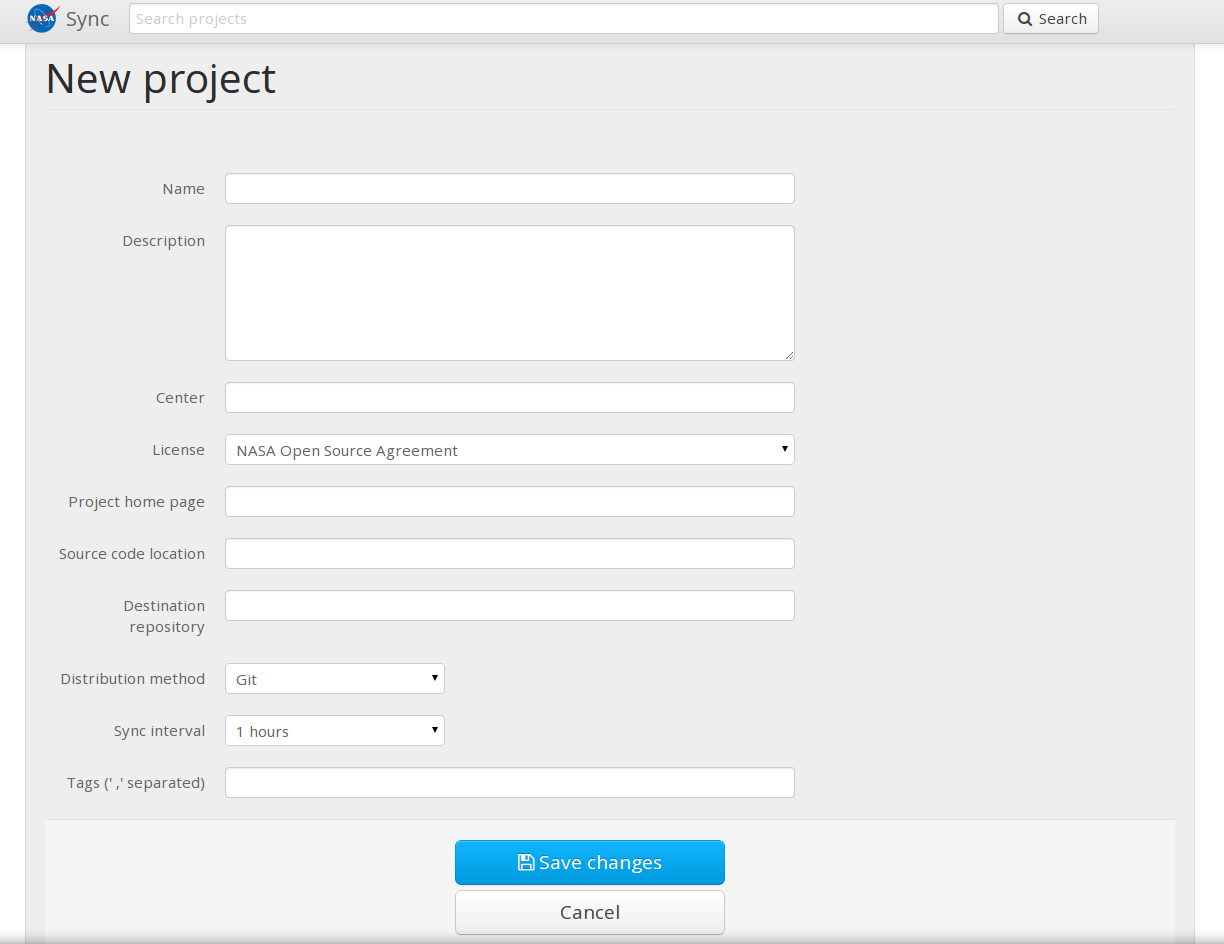 NASA Sync Search projects Search
New project
Name
Description
Center
License NASA Open Source Agreement
Project home page
Source code location
Destination
repository
Distribution method Git
Sync interval 1 hours
Tags (' ,' separated)
Save changes
Cancel